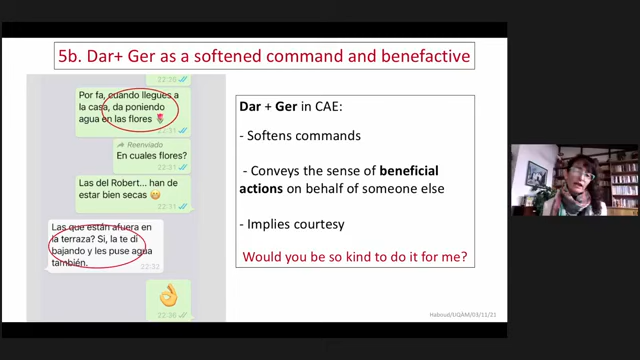 5b. Dar+ Ger as a softened command and benefactive
22:26
Por fa, cuando llegues a
la casa, da poniendo
agua en las flores
22:31
Reenviado
En cuales flores?
22:31
Las del Robert... han de
estar bien secas
22:31
Las que están afuera en
la terraza? Si, la te di
bajando y les puse agua
también.
22:32
22:36
Dar + Ger in CAE:
- Softens commands
- Conveys the sense of beneficial
actions on behalf of someone else
- Implies courtesy
Would you be so kind to do it for me?
Haboud/UQAM/03/11/21